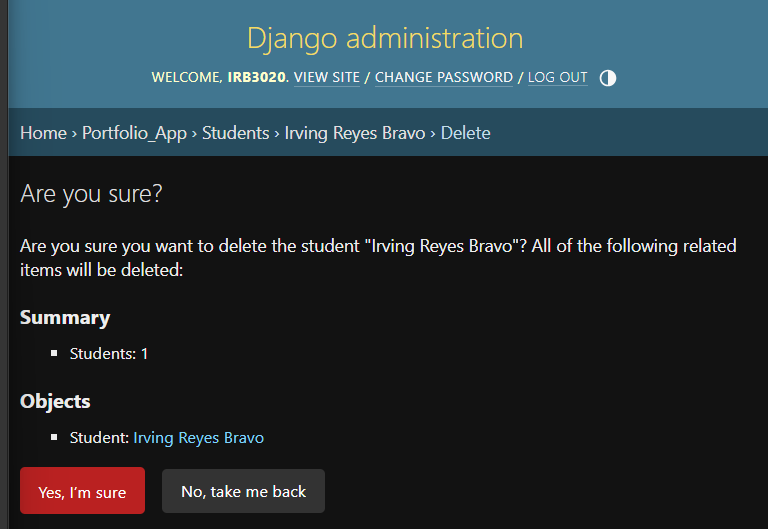 Django administration
WELCOME, IRB3020. VIEW SITE / CHANGE PASSWORD / LOG OUT
Home › Portfolio_App › Students › Irving Reyes Bravo › Delete
Are you sure?
Are you sure you want to delete the student "Irving Reyes Bravo"? All of the following related
items will be deleted:
Summary
Students: 1
Objects
Student: Irving Reyes Bravo
Yes, I’m sure
No, take me back